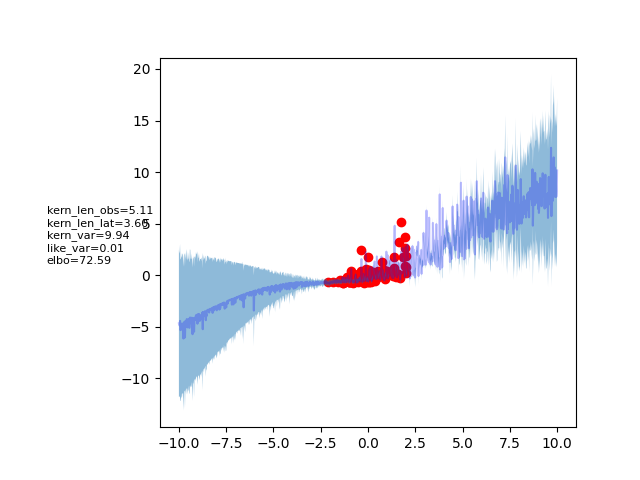 20
15
10
5
0
−5
−10
kern_len_obs=5.11
kern_len_lat=3.66
kern_var=9.94
like_var=0.01
elbo=72.59
−10.0 −7.5 −5.0 −2.5 0.0 2.5 5.0 7.5 10.0